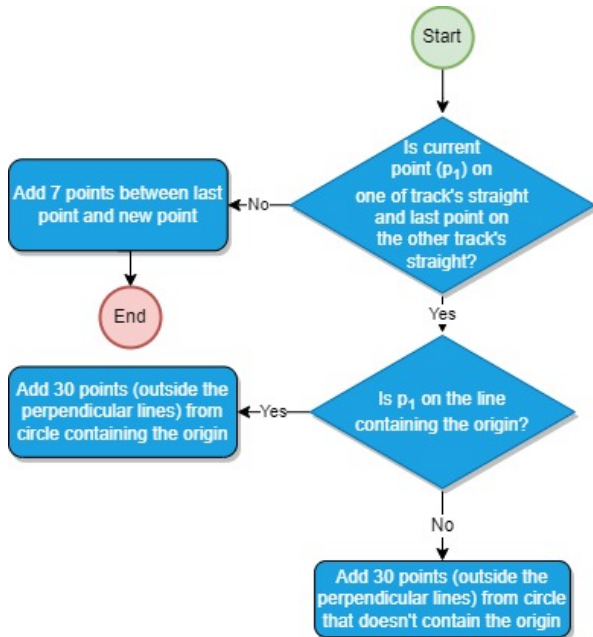 Start
Is current
point (p1) on
one of track's straight
and last point on
the other track's
straight?
No
Add 7 points between last
point and new point
End
Yes
Is p1 on the line
containing the origin?
Yes
Add 30 points (outside the
perpendicular lines) from
circle containing the origin
No
Add 30 points (outside the
perpendicular lines) from circle
that doesn't contain the origin